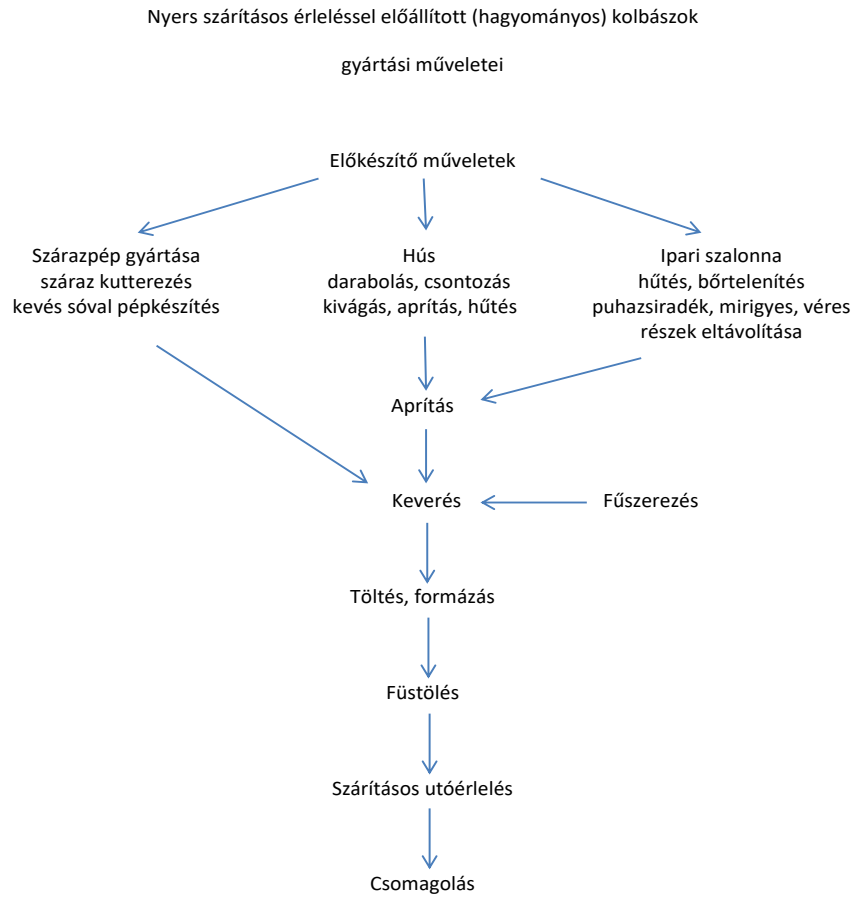 Nyers szárításos érleléssel előállított (hagyományos) kolbászok
gyártási műveletei
Előkészítő műveletek
Szárazpép gyártása
száraz kutterezés
kevés sóval pépkészítés
Hús
darabolás, csontozás
kivágás, aprítás, hűtés
Ipari szalonna
hűtés, bőrtelenítés
puhazsiradék, mirigyes, véres
részek eltávolítása
Aprítás
Keverés
Fűszerezés
Töltés, formázás
Füstölés
Szárításos utóérlelés
Csomagolás